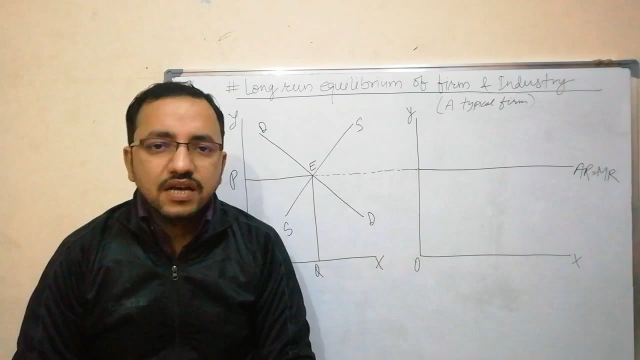 # Long run equilibrium of firm & Industry
(A typical firm)
Y D S Y
P E AR=MR
S D
R X O X